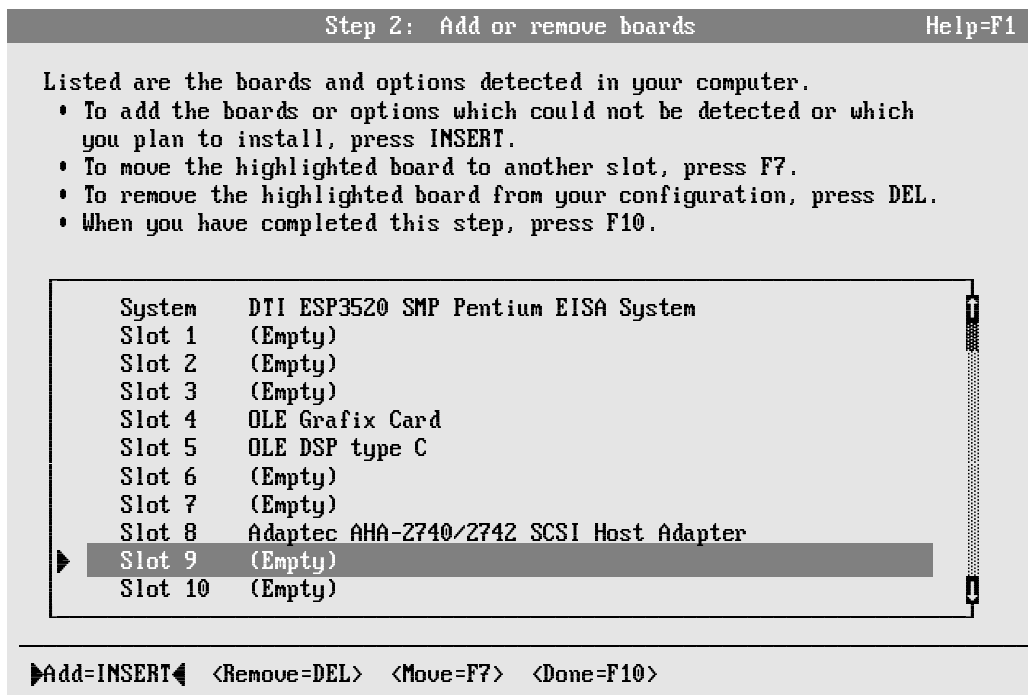 Step 2: Add or remove boards Help=F1
Listed are the boards and options detected in your computer.
• To add the boards or options which could not be detected or which
you plan to install, press INSERT.
• To move the highlighted board to another slot, press F7.
• To remove the highlighted board from your configuration, press DEL.
• When you have completed this step, press F10.
System DTI ESP3520 SMP Pentium EISA System
Slot 1 (Empty)
Slot 2 (Empty)
Slot 3 (Empty)
Slot 4 OLE Grafix Card
Slot 5 OLE DSP type C
Slot 6 (Empty)
Slot 7 (Empty)
Slot 8 Adaptec AHA-2740/2742 SCSI Host Adapter
Slot 9 (Empty)
Slot 10 (Empty)
Add=INSERT <Remove=DEL> <Move=F7> <Done=F10>